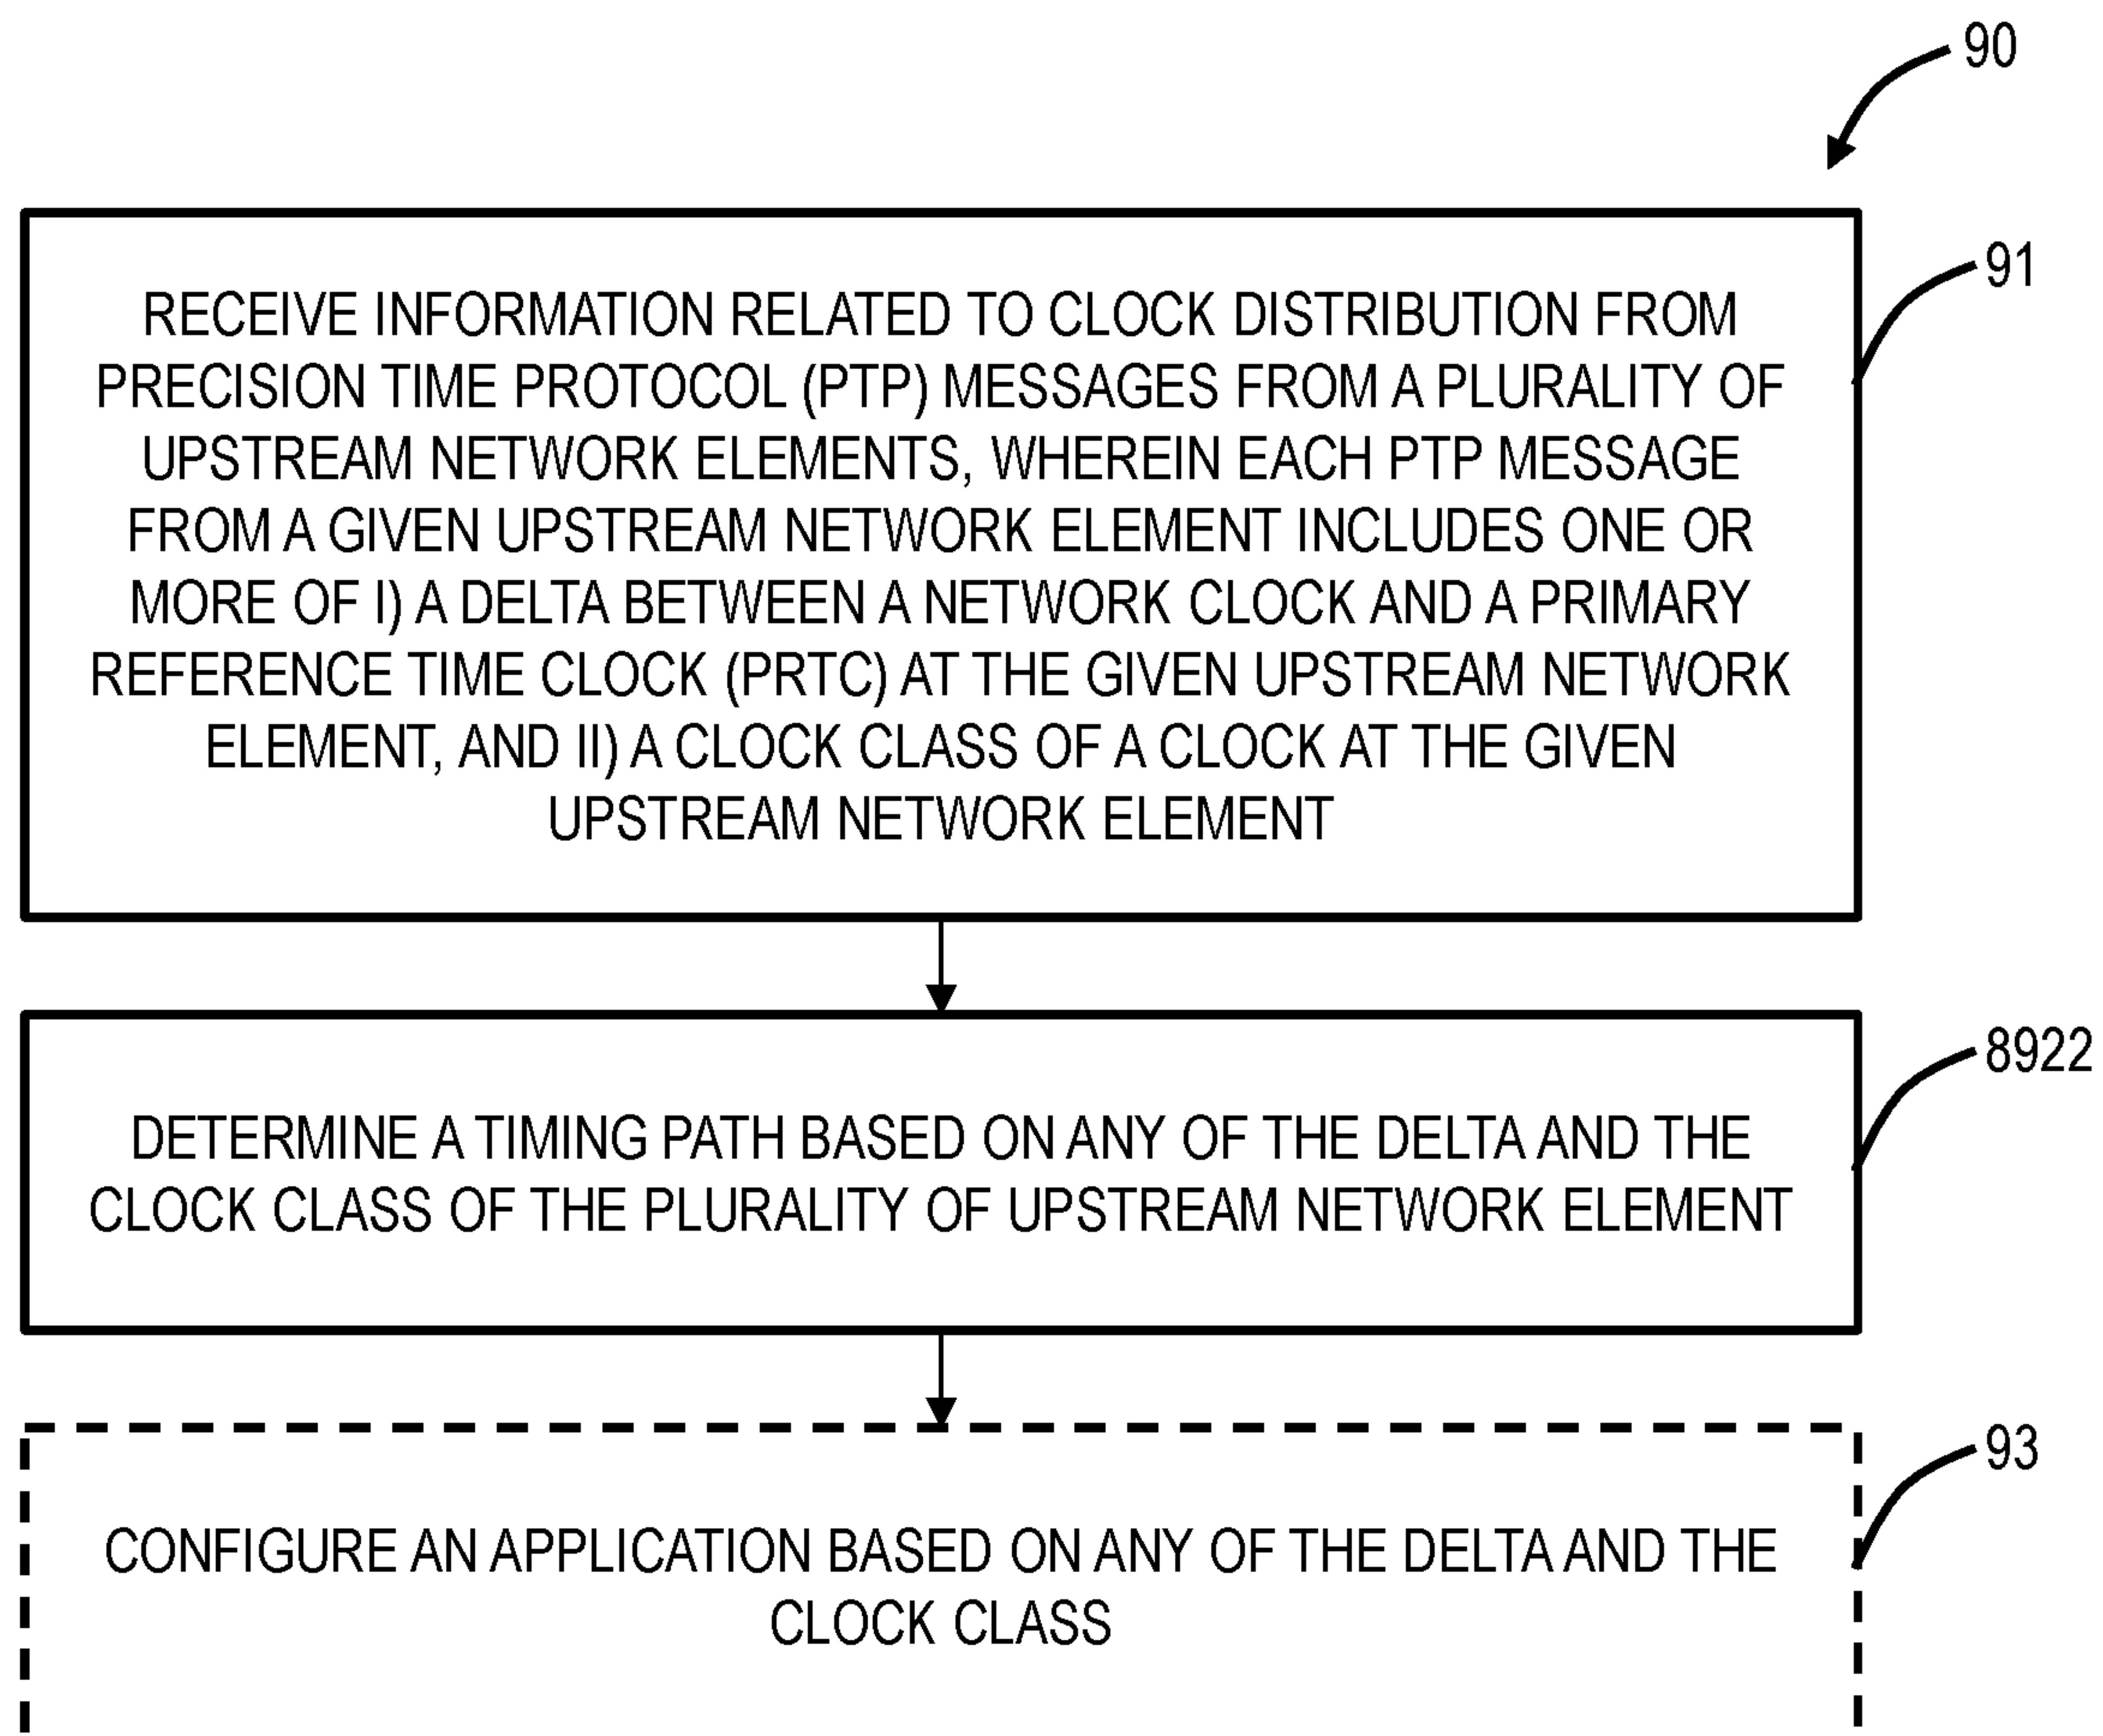 90
91
RECEIVE INFORMATION RELATED TO CLOCK DISTRIBUTION FROM
PRECISION TIME PROTOCOL (PTP) MESSAGES FROM A PLURALITY OF
UPSTREAM NETWORK ELEMENTS, WHEREIN EACH PTP MESSAGE
FROM A GIVEN UPSTREAM NETWORK ELEMENT INCLUDES ONE OR
MORE OF I) A DELTA BETWEEN A NETWORK CLOCK AND A PRIMARY
REFERENCE TIME CLOCK (PRTC) AT THE GIVEN UPSTREAM NETWORK
ELEMENT, AND II) A CLOCK CLASS OF A CLOCK AT THE GIVEN
UPSTREAM NETWORK ELEMENT
8922
DETERMINE A TIMING PATH BASED ON ANY OF THE DELTA AND THE
CLOCK CLASS OF THE PLURALITY OF UPSTREAM NETWORK ELEMENT
93
CONFIGURE AN APPLICATION BASED ON ANY OF THE DELTA AND THE
CLOCK CLASS